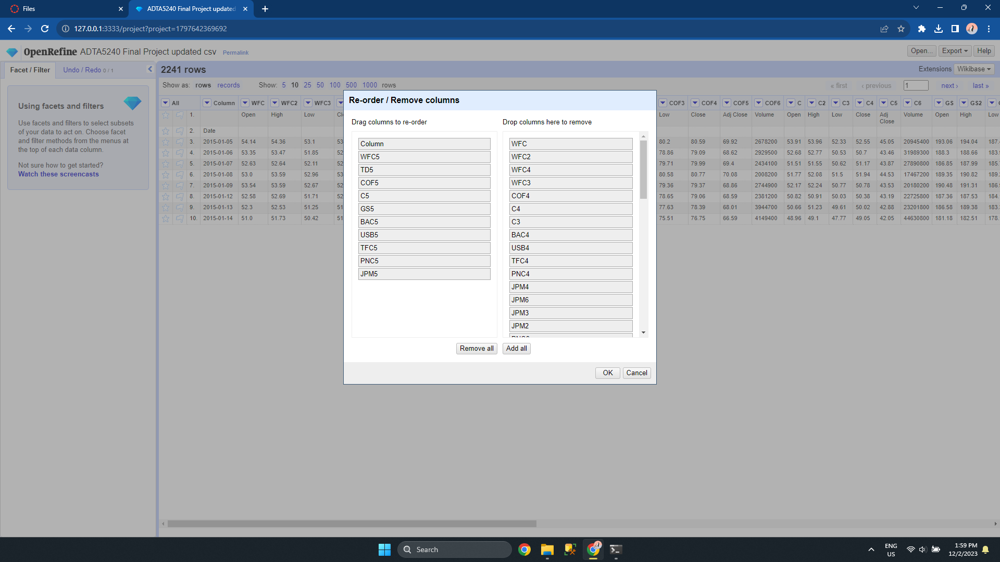 Files
ADTA5240 Final Project updated
127.0.0.1:3333/project?project=1797642369692
OpenRefine ADTA5240 Final Project updated csv Permalink
Open... Export Help
Facet / Filter Undo / Redo 0 / 1
2241 rows
Extensions Wikibase
Show as: rows records Show: 5 10 25 50 100 500 1000 rows
« first ‹ previous 1 next › last »
Using facets and filters
Use facets and filters to select subsets
of your data to act on. Choose facet
and filter methods from the menus at
the top of each data column.
Not sure how to get started?
Watch these screencasts
All Column WFC WFC2 WFC3 COF3 COF4 COF5 COF6 C C2 C3 C4 C5 C6 GS GS2
1. Open High Low Low Close Adj Close Volume Open High Low Close Adj Close Volume Open High Low
2. Date
3. 2015-01-05 54.14 54.36 53.1 53 80.2 80.59 69.92 2678200 53.91 53.96 52.33 52.55 45.05 20945400 193.06 194.04 187.
4. 2015-01-06 53.35 53.47 51.85 52 78.86 79.09 68.62 2929500 52.68 52.77 50.53 50.7 43.46 31989300 188.3 188.66 183.
5. 2015-01-07 52.63 52.64 52.11 52 79.71 79.99 69.4 2434100 51.51 51.55 50.62 51.17 43.87 27890800 186.85 187.99 185.
6. 2015-01-08 53.0 53.59 52.96 53 80.58 80.77 70.08 2008200 51.77 52.08 51.5 51.94 44.53 17467200 189.35 190.82 189.
7. 2015-01-09 53.54 53.59 52.67 52 79.36 79.37 68.86 2744900 52.17 52.24 50.77 50.78 43.53 20180200 190.48 191.31 186.
8. 2015-01-12 52.58 52.69 51.71 52 78.65 79.06 68.59 2381200 50.82 50.91 50.03 50.38 43.19 22725800 187.36 187.53 184.
9. 2015-01-13 52.3 52.53 51.25 51 77.63 78.39 68.01 3944700 50.66 51.23 49.61 50.02 42.88 23201800 186.58 189.38 183.
10. 2015-01-14 51.0 51.73 50.42 51 75.51 76.75 66.59 4149400 48.96 49.1 47.77 49.05 42.05 44630800 181.18 182.51 178.
Re-order / Remove columns
Drag columns to re-order
Column
WFC5
TD5
COF5
C5
GS5
BAC5
USB5
TFC5
PNC5
JPM5
Remove all
Drop columns here to remove
WFC
WFC2
WFC4
WFC3
COF4
C4
C3
BAC4
USB4
TFC4
PNC4
JPM4
JPM6
JPM3
JPM2
Add all
OK Cancel
Search
ENG
US
1:59 PM
12/2/2023